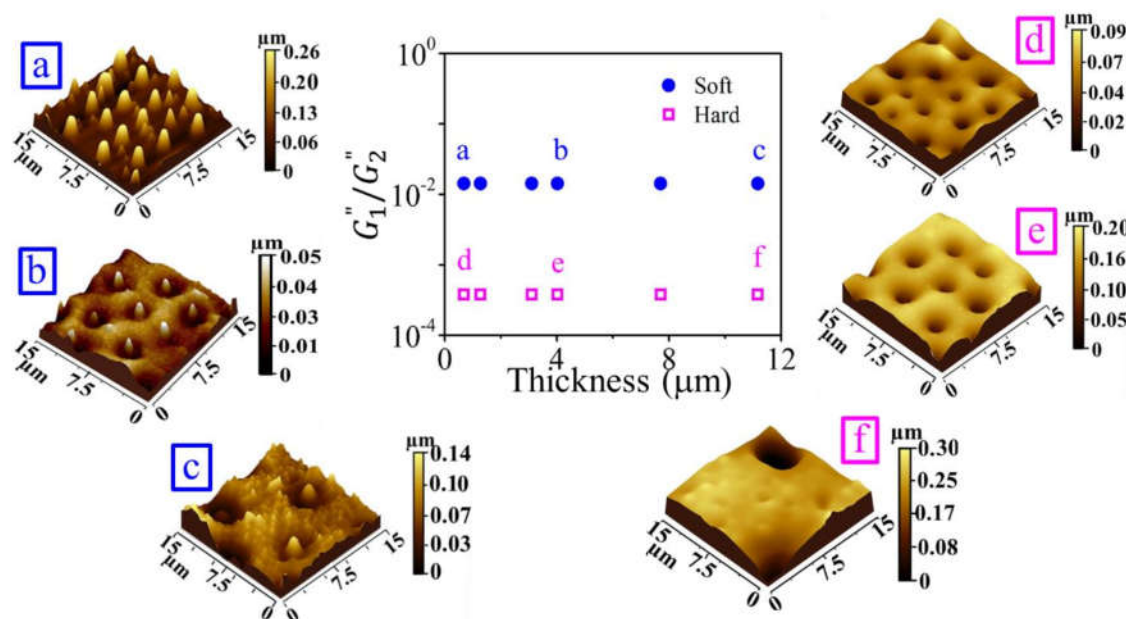 a
µm
0.26
0.20
0.13
0.06
0
15
µm
7.5
0
0
7.5
15
b
µm
0.05
0.04
0.03
0.01
0
15
µm
7.5
0
0
7.5
15
c
µm
0.14
0.10
0.07
0.03
0
15
µm
7.5
0
0
7.5
15
G₁"/G₂"
10⁰
10⁻²
10⁻⁴
Soft
Hard
a b c
d e f
0 4 8 12
Thickness (µm)
d
µm
0.09
0.07
0.04
0.02
0
15
µm
7.5
0
0
7.5
15
e
µm
0.20
0.16
0.10
0.05
0
15
µm
7.5
0
0
7.5
15
f
µm
0.30
0.25
0.17
0.08
0
15
µm
7.5
0
0
7.5
15